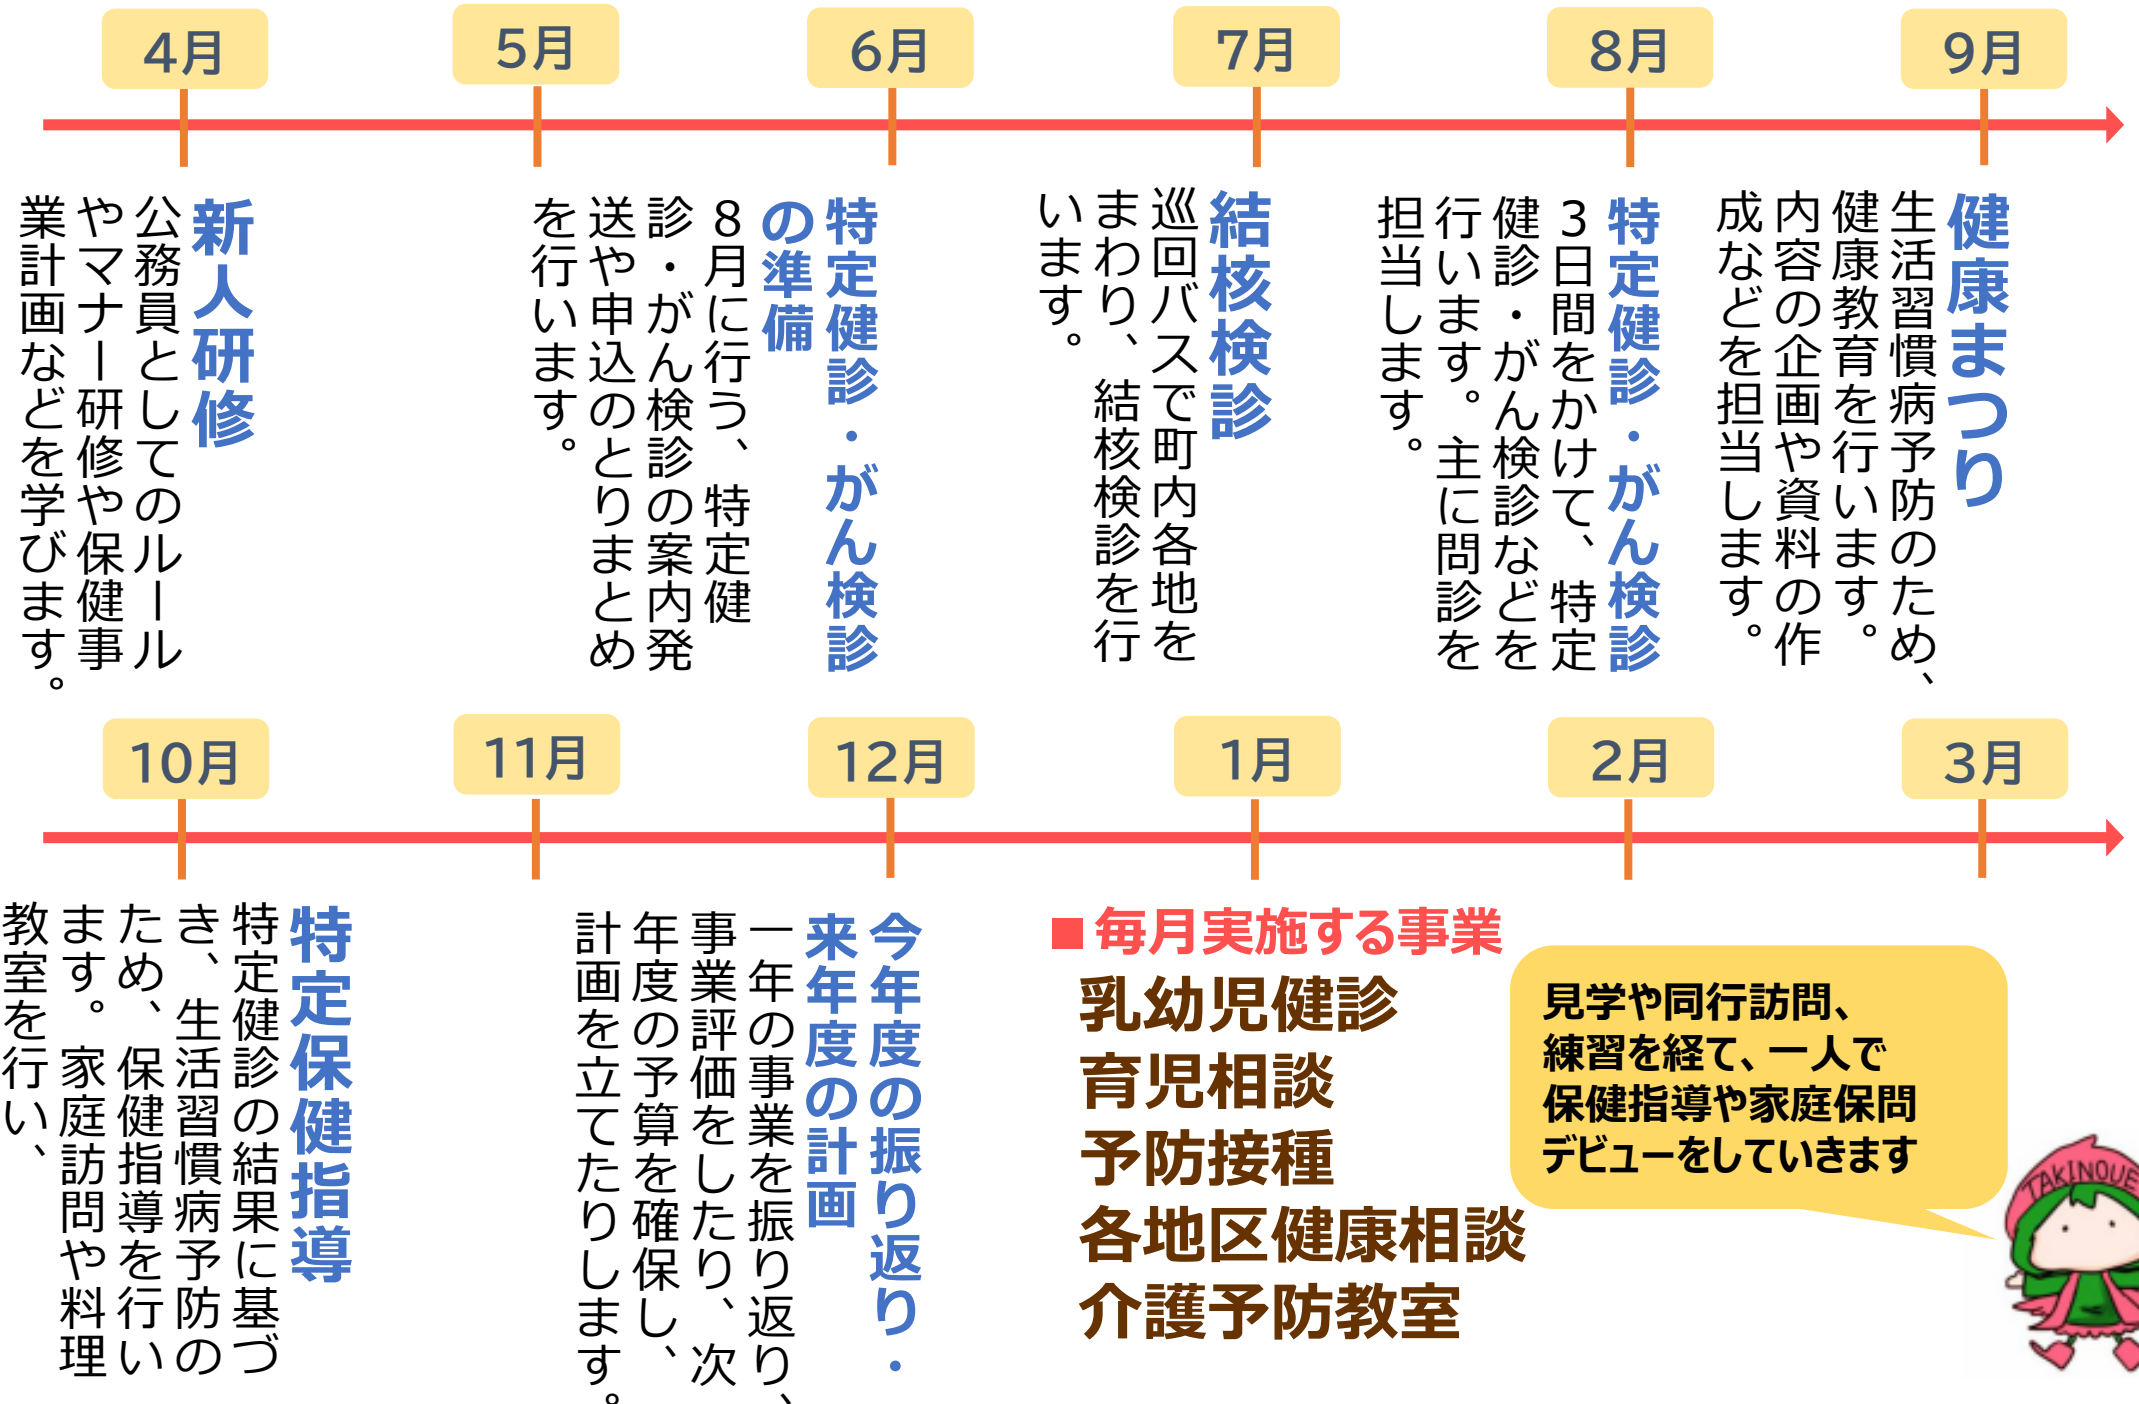 4月
5月
6月
7月
8月
9月
新人研修
公務員としてのルール
やマナー研修や保健事
業計画などを学びます。
特定健診・がん検診
の準備
８月に行う、特定健
診・がん検診の案内発
送や申込のとりまとめ
を行います。
結核検診
巡回バスで町内各地を
まわり、結核検診を行
います。
特定健診・がん検診
３日間をかけて、特定
健診・がん検診などを
行います。主に問診を
担当します。
健康まつり
生活習慣病予防のため、
健康教育を行います。
内容の企画や資料の作
成などを担当します。
10月
11月
12月
1月
2月
3月
特定保健指導
特定健診の結果に基づ
き、生活習慣病予防の
ため、保健指導を行い
ます。家庭訪問や料理
教室を行い、
今年度の振り返り・
来年度の計画
一年の事業を振り返り、
事業評価をしたり、次
年度の予算を確保し、
計画を立てたりします。
■毎月実施する事業
乳幼児健診
育児相談
予防接種
各地区健康相談
介護予防教室
見学や同行訪問、
練習を経て、一人で
保健指導や家庭保問
デビューをしていきます
TAKINOUE